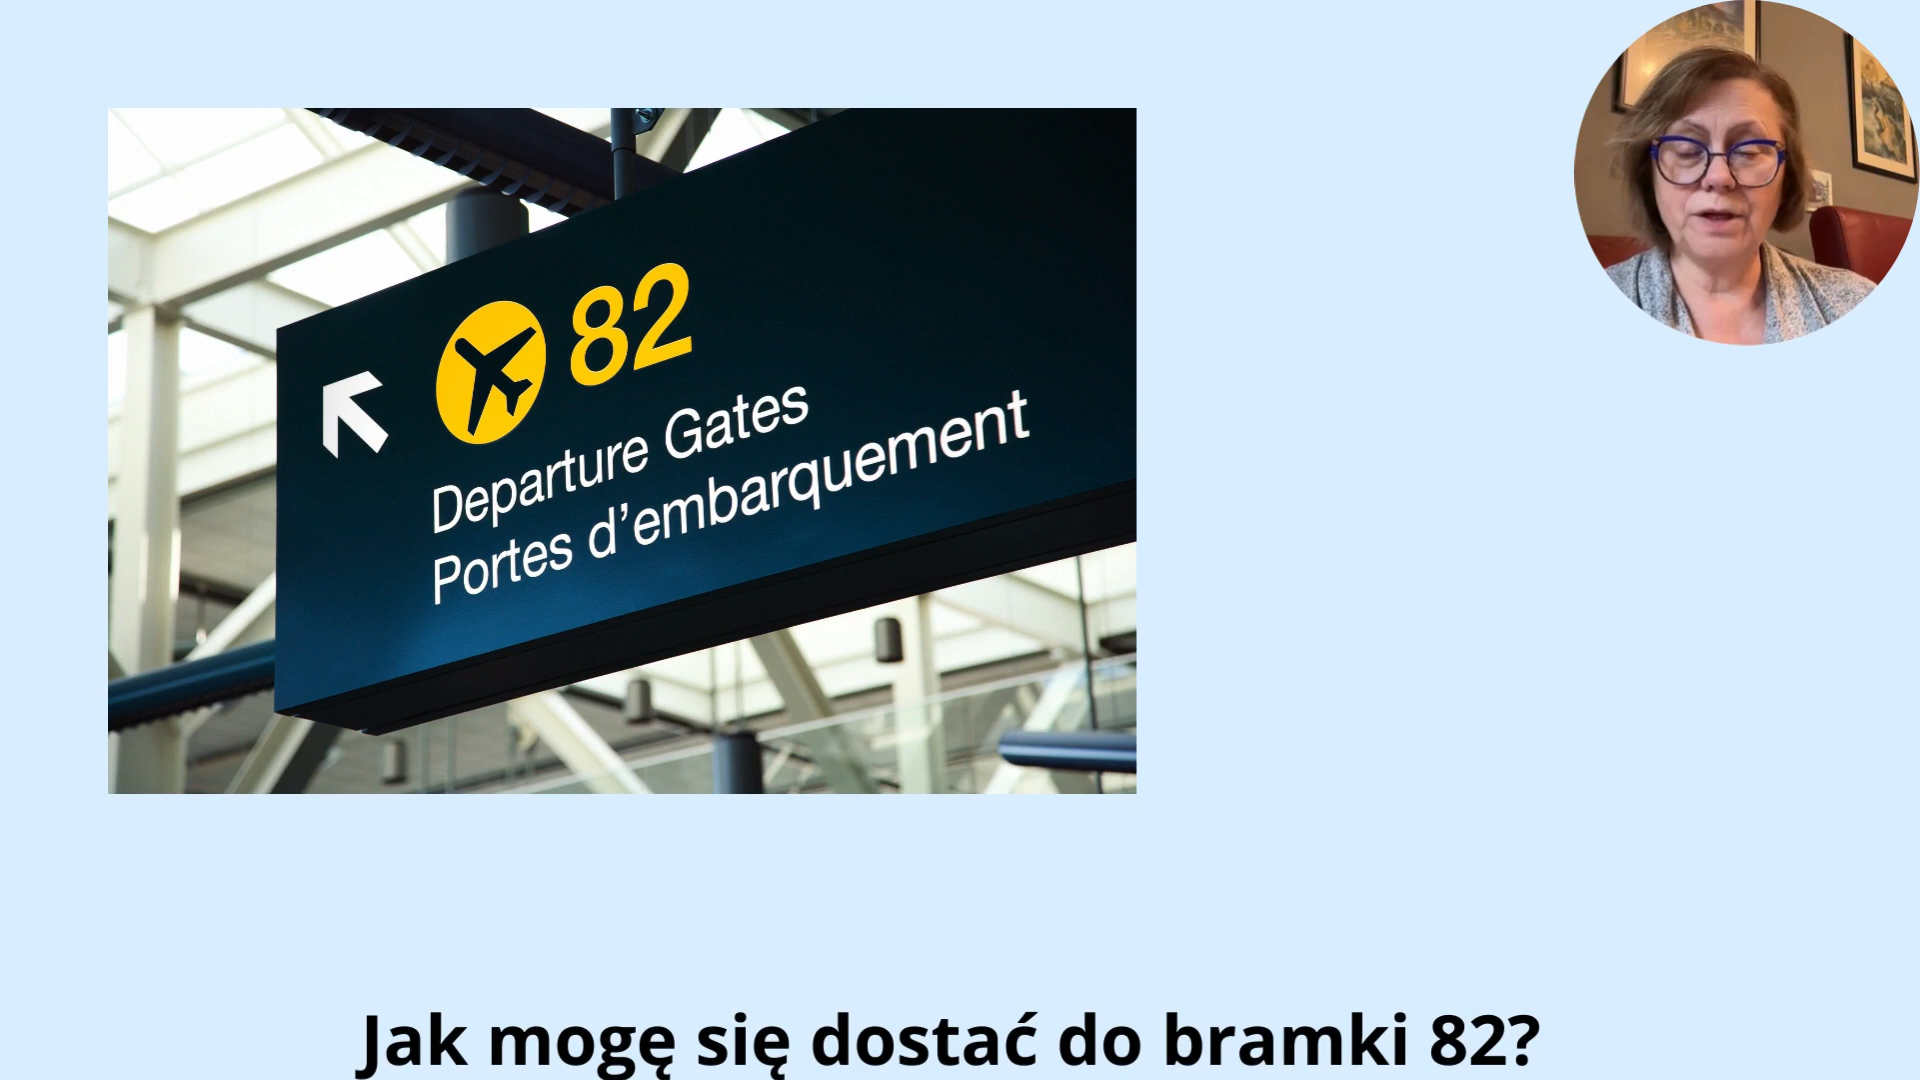 82
Departure Gates
Portes d'embarquement
Jak mogę się dostać do bramki 82?